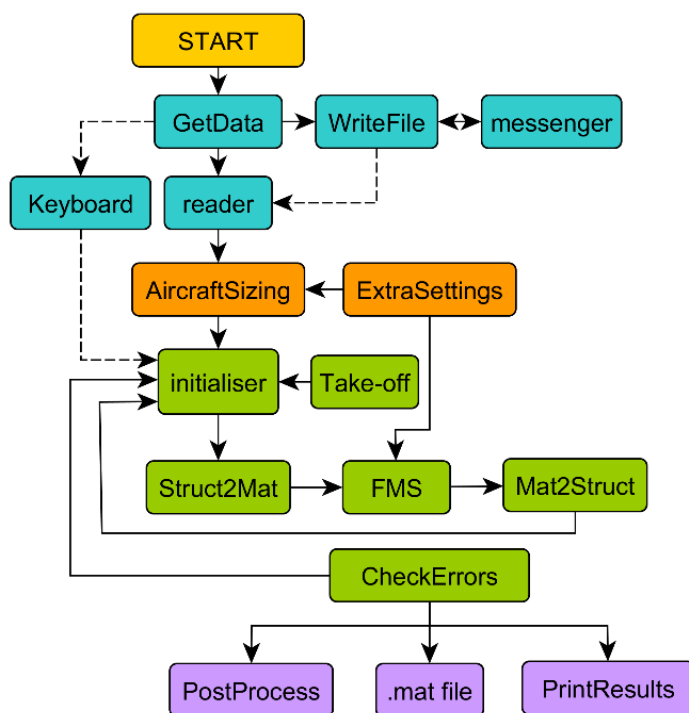 START
GetData
WriteFile
messenger
Keyboard
reader
AircraftSizing
ExtraSettings
initialiser
Take-off
Struct2Mat
FMS
Mat2Struct
CheckErrors
PostProcess
.mat file
PrintResults